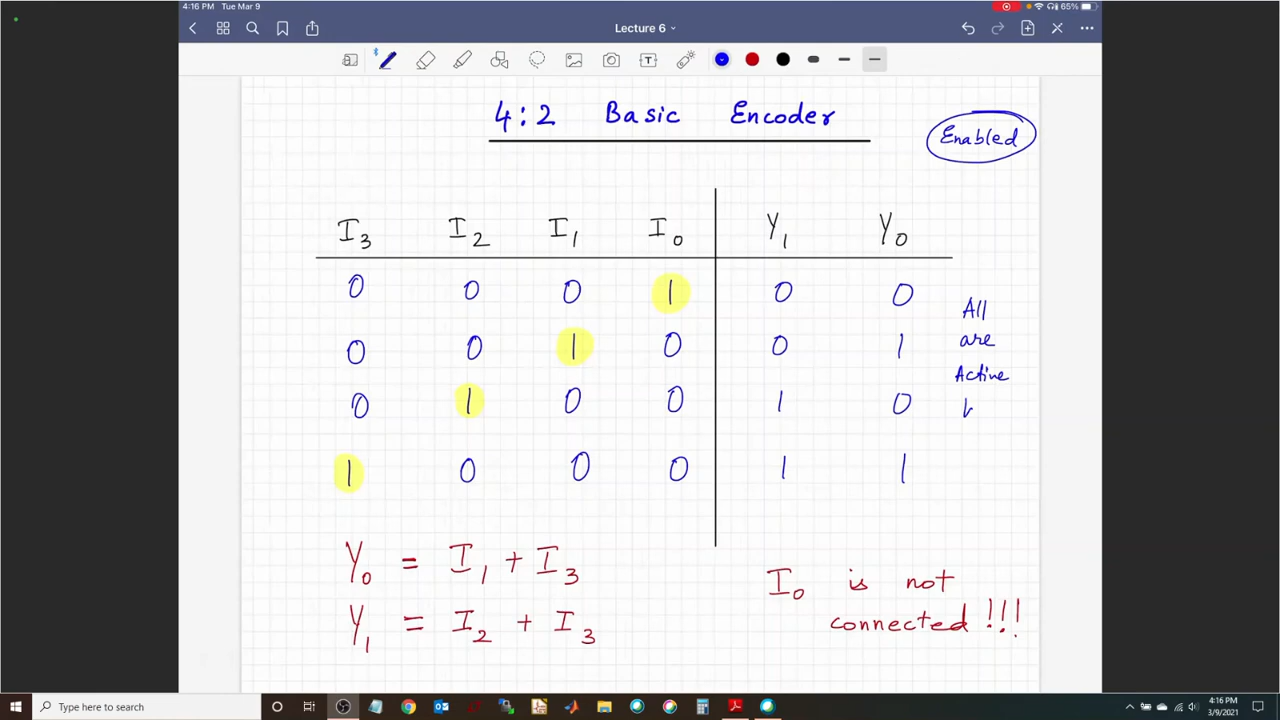 4:16 PM Tue Mar 9
65%
Lecture 6
4:2 Basic Encoder
Enabled
I3 I2 I1 I0 Y1 Y0
0 0 0 1 0 0
0 0 1 0 0 1
0 1 0 0 1 0
1 0 0 0 1 1
All
are
Active
Y0 = I1 + I3
Y1 = I2 + I3
I0 is not
connected!!!
Type here to search
4:16 PM
3/9/2021